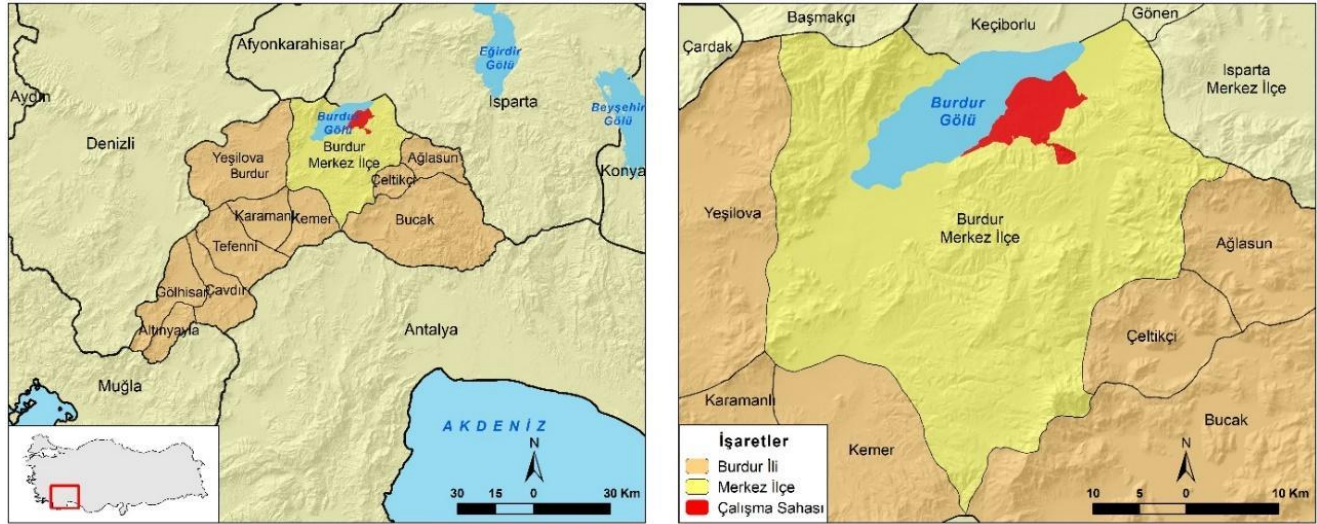 Afyonkarahisar
Eğirdir
Gölü
Aydın
Isparta
Beyşehir
Gölü
Denizli
Burdur
Gölü
Yeşilova
Burdur
Burdur
Merkez İlçe
Ağlasun
Çeltikçi
Konya
Karamanlı
Kemer
Bucak
Tefenni
Gölhisar
Çavdır
Altınyayla
Antalya
Muğla
AKDENİZ
N
30 15 0 30 Km
Başmakçı
Keçiborlu
Gönen
Çardak
Isparta
Merkez İlçe
Burdur
Gölü
Yeşilova
Burdur
Merkez İlçe
Ağlasun
Çeltikçi
Karamanlı
Kemer
Bucak
İşaretler
Burdur İli
Merkez İlçe
Çalışma Sahası
N
10 5 0 10 Km